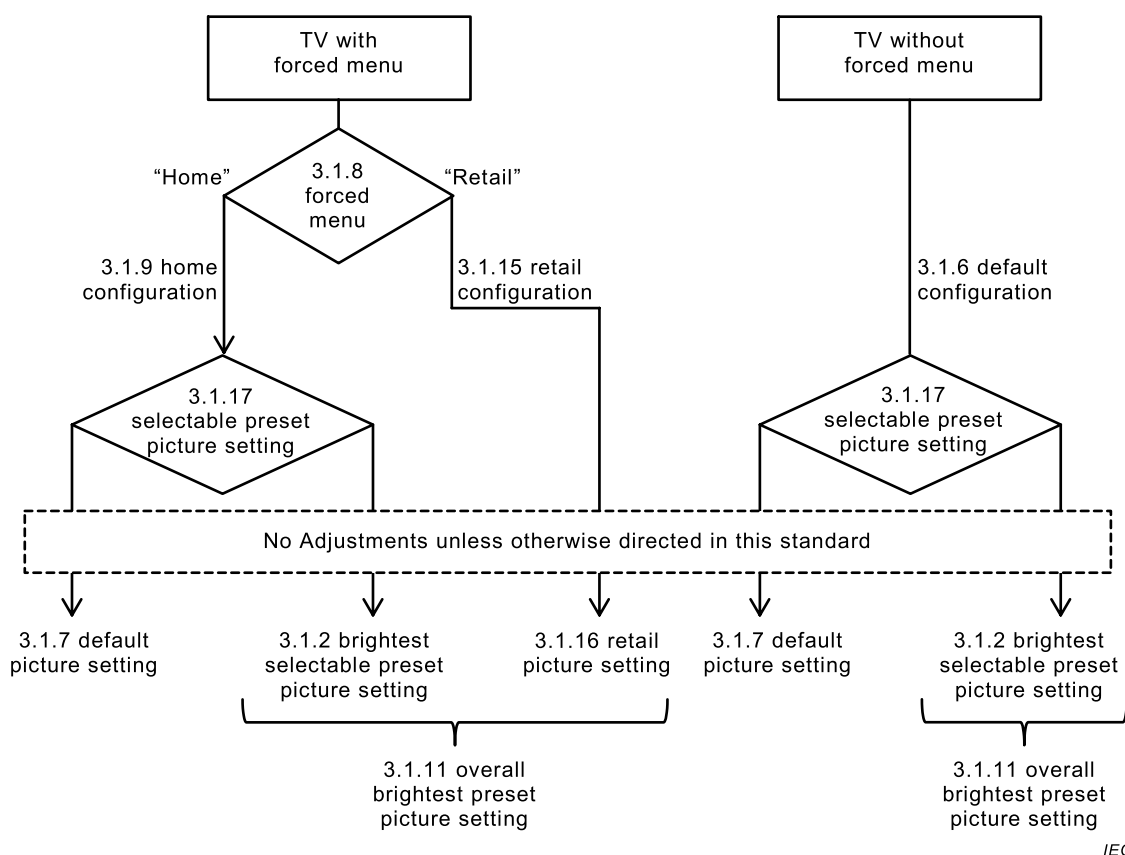 TV with
forced menu
TV without
forced menu
“Home”
3.1.8
forced
menu
“Retail”
3.1.9 home
configuration
3.1.15 retail
configuration
3.1.6 default
configuration
3.1.17
selectable preset
picture setting
3.1.17
selectable preset
picture setting
No Adjustments unless otherwise directed in this standard
3.1.7 default
picture setting
3.1.2 brightest
selectable preset
picture setting
3.1.16 retail
picture setting
3.1.7 default
picture setting
3.1.2 brightest
selectable preset
picture setting
3.1.11 overall
brightest preset
picture setting
3.1.11 overall
brightest preset
picture setting
IEC